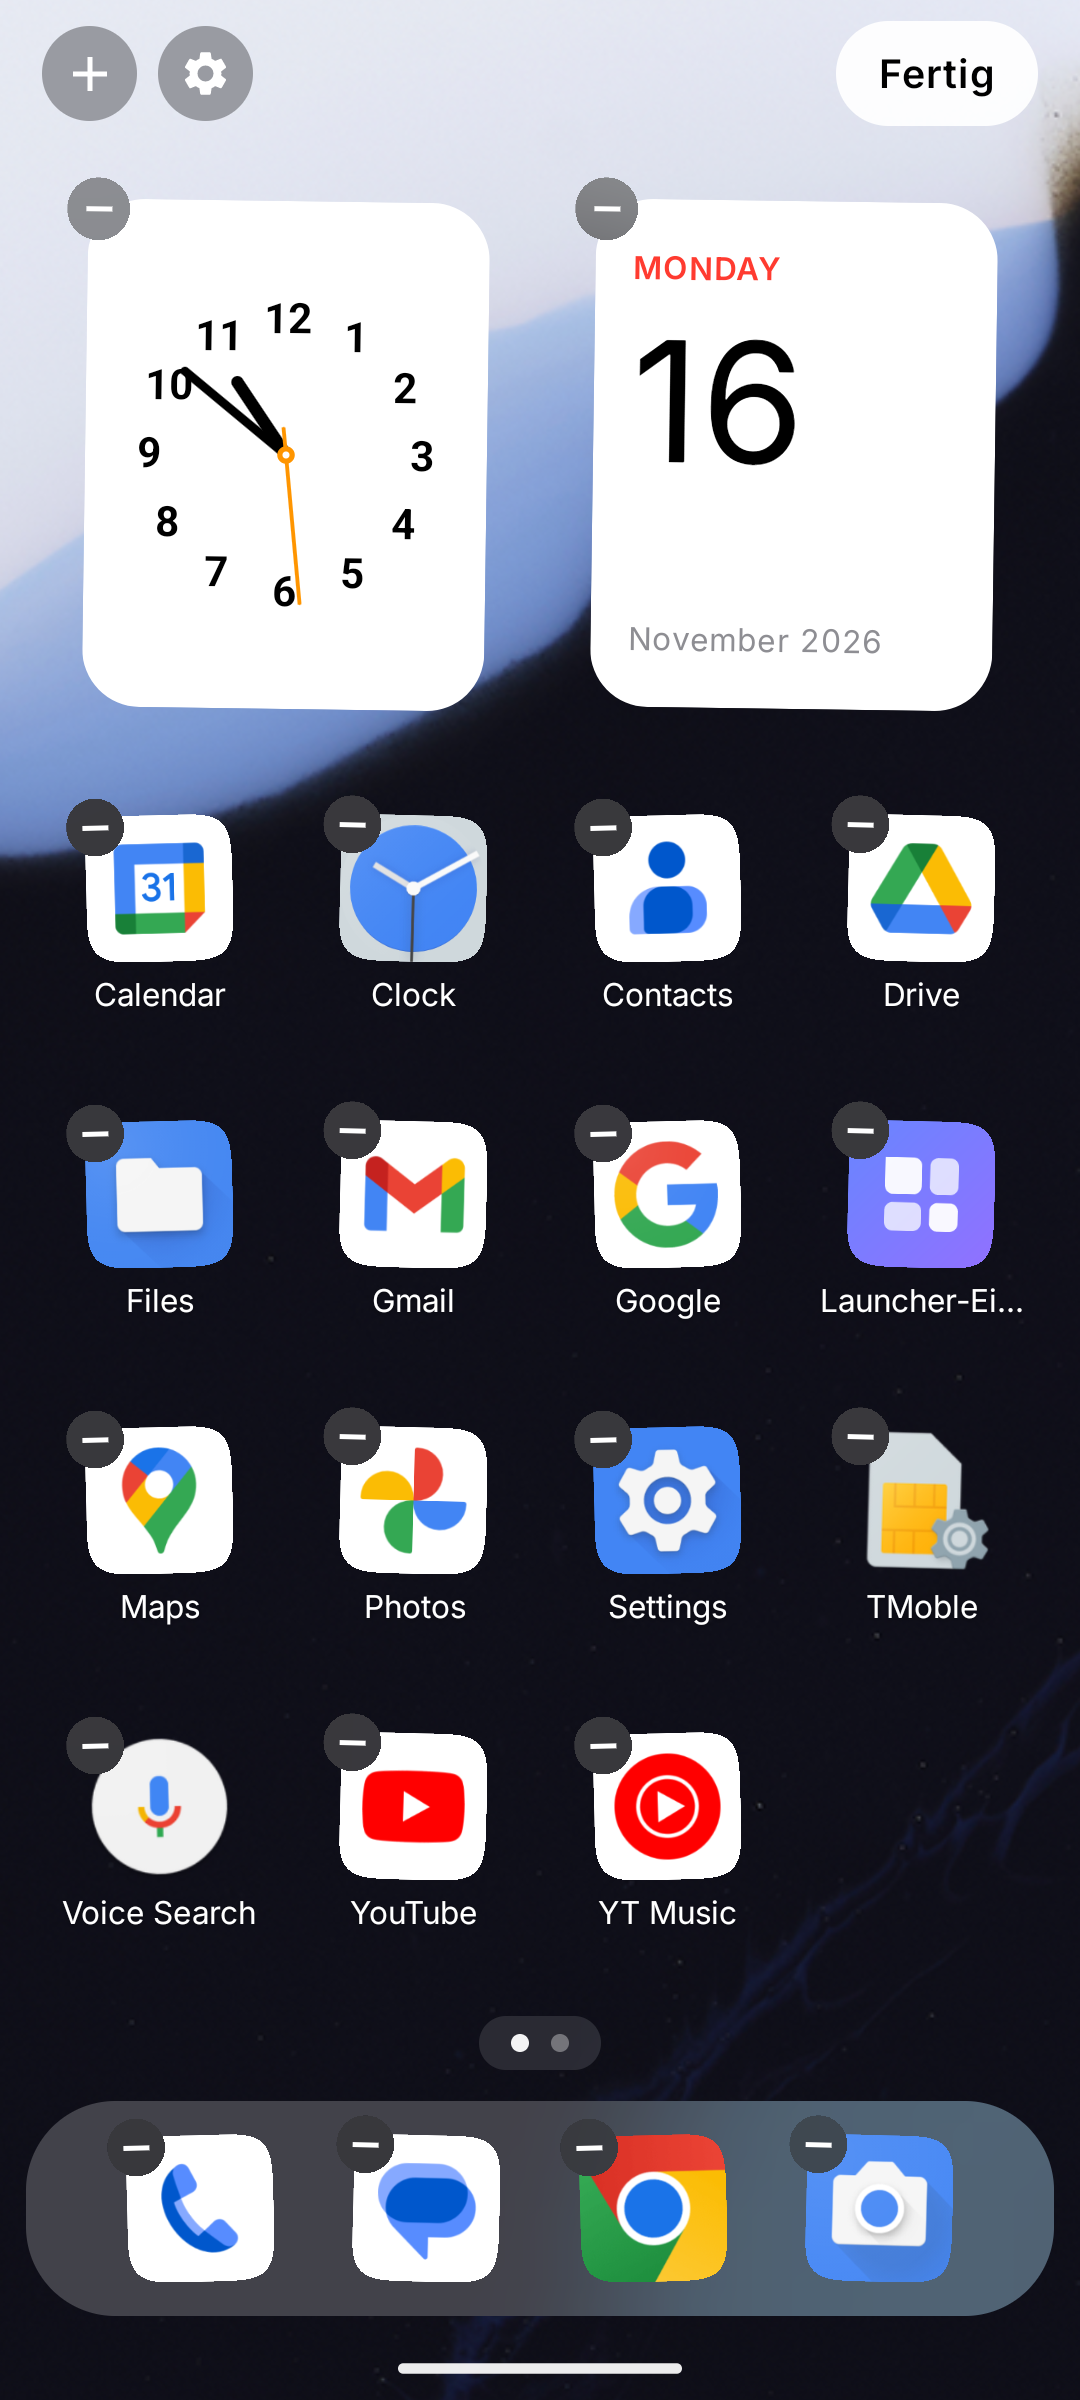 Fertig
12
11
1
10
2
9
3
8
4
7
5
6
MONDAY
16
November 2026
31
Calendar
Clock
Contacts
Drive
Files
Gmail
Google
Launcher-Ei...
Maps
Photos
Settings
TMoble
Voice Search
YouTube
YT Music